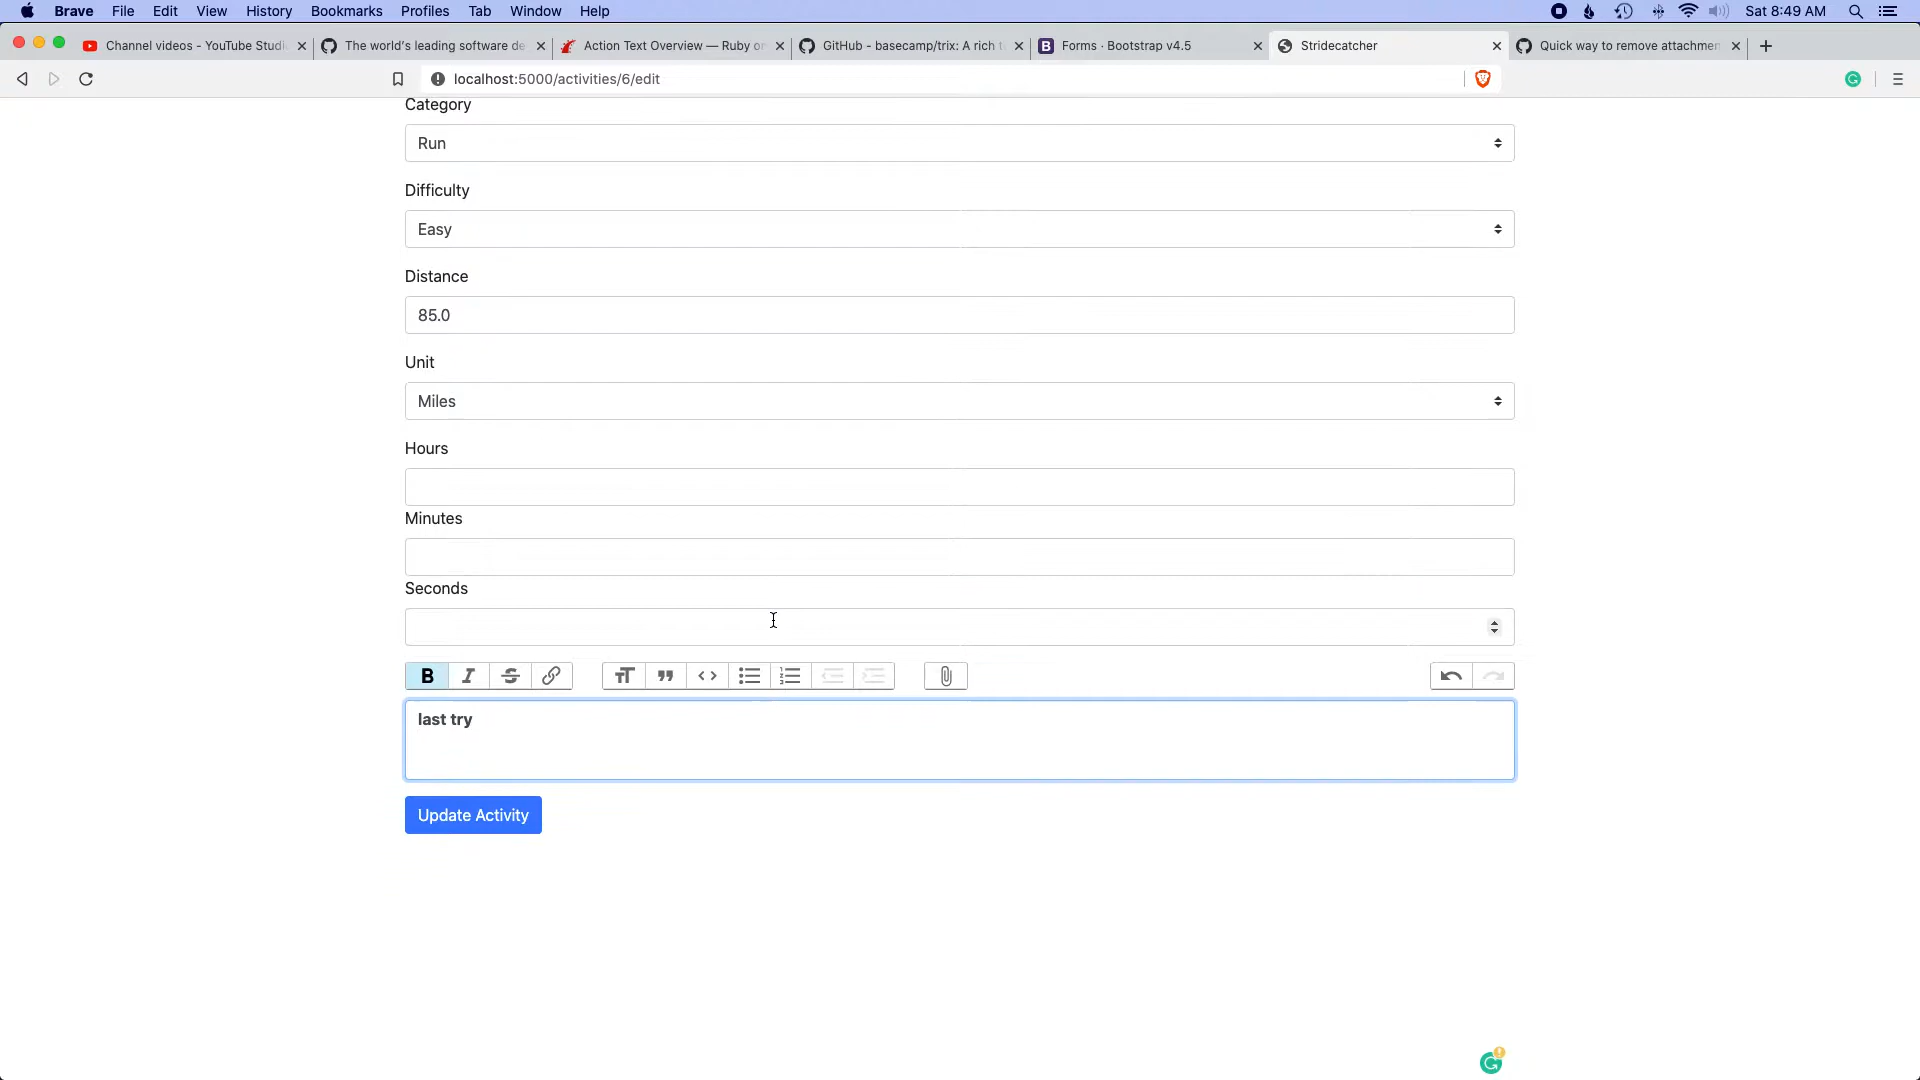 Brave File Edit View History Bookmarks Profiles Tab Window Help Sat 8:49 AM
Channel videos - YouTube Studi The world's leading software de Action Text Overview — Ruby on GitHub - basecamp/trix: A rich t Forms · Bootstrap v4.5 Stridecatcher Quick way to remove attachmen
localhost:5000/activities/6/edit
Category
Run
Difficulty
Easy
Distance
85.0
Unit
Miles
Hours
Minutes
Seconds
B I S
last try
Update Activity